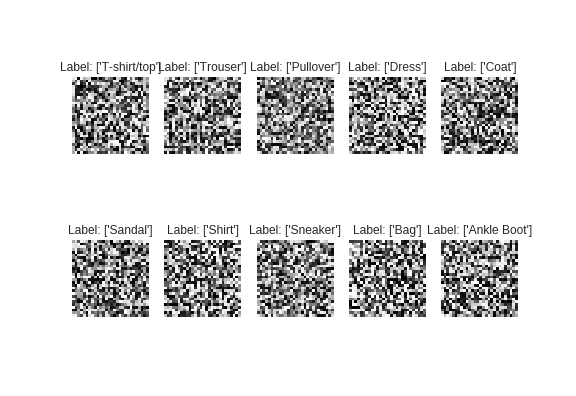 Label: ['T-shirt/top'] Label: ['Trouser'] Label: ['Pullover'] Label: ['Dress'] Label: ['Coat']
Label: ['Sandal'] Label: ['Shirt'] Label: ['Sneaker'] Label: ['Bag'] Label: ['Ankle Boot']